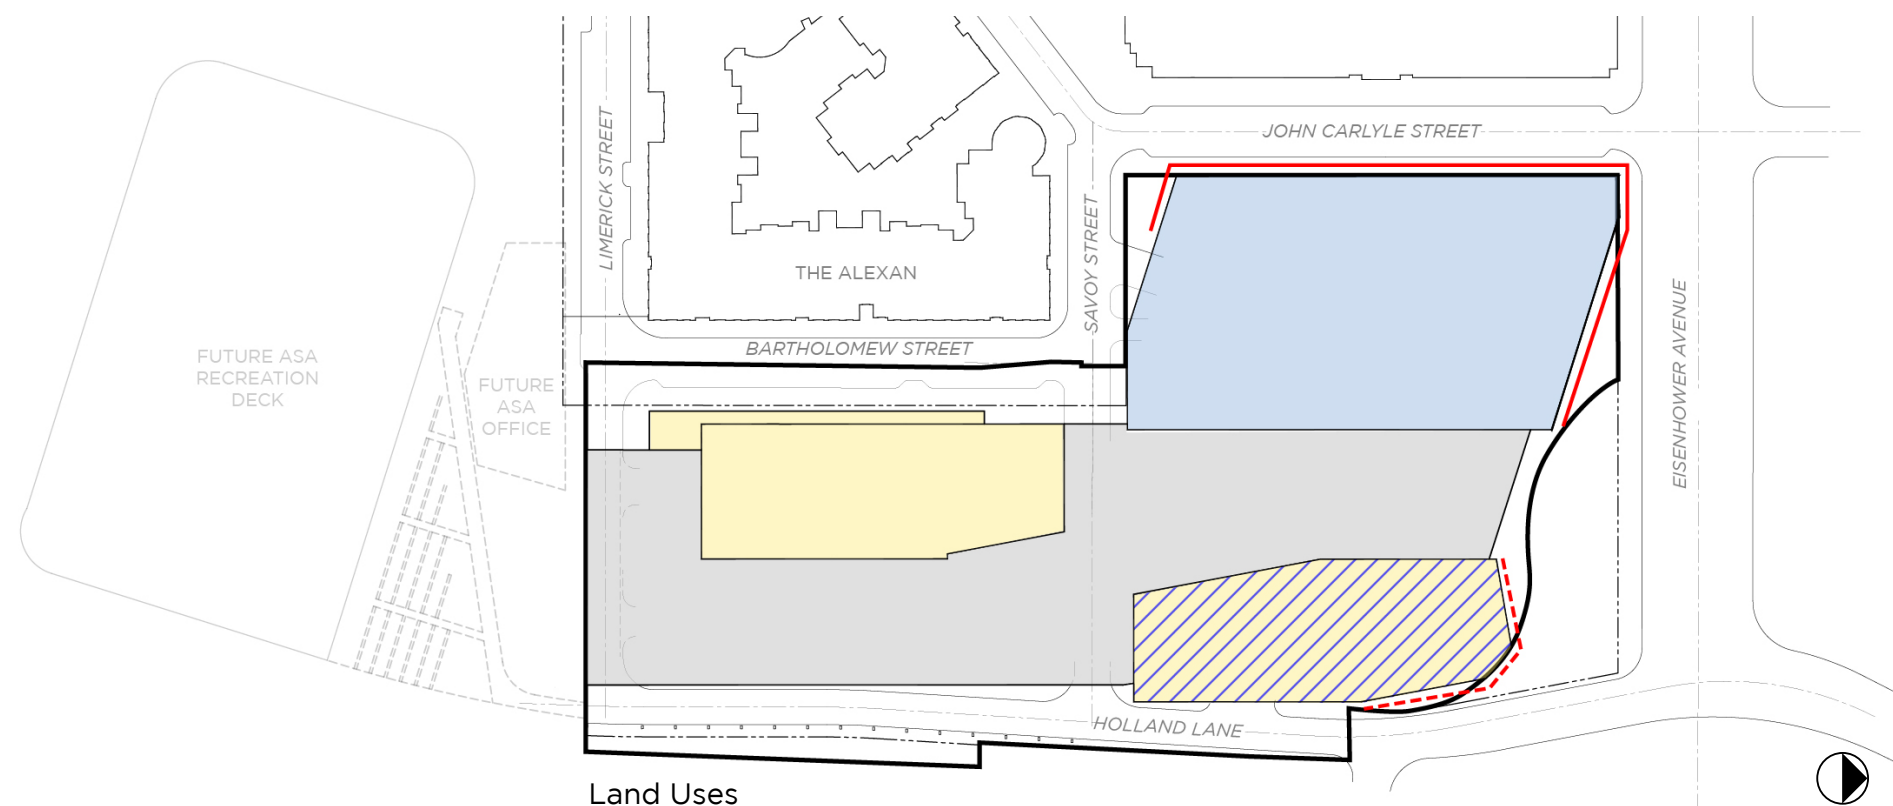 JOHN CARLYLE STREET
LIMERICK STREET
SAVOY STREET
THE ALEXAN
EISENHOWER AVENUE
BARTHOLOMEW STREET
FUTURE ASA
RECREATION
DECK
FUTURE
ASA
OFFICE
HOLLAND LANE
Land Uses